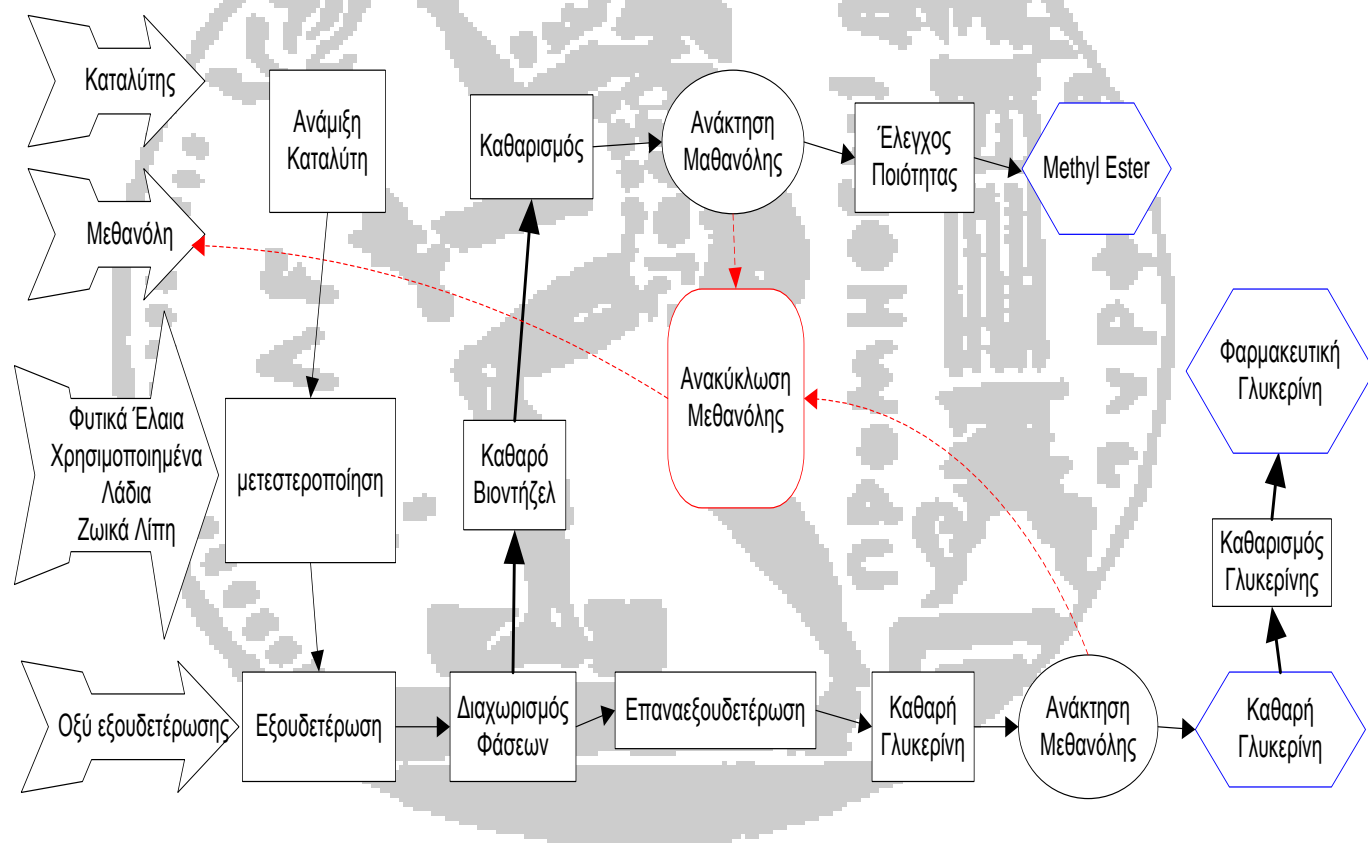 Καταλύτης
Ανάμιξη
Καταλύτη
Καθαρισμός
Ανάκτηση
Μαθανόλης
Έλεγχος
Ποιότητας
Methyl Ester
Μεθανόλη
Φυτικά Έλαια
Χρησιμοποιημένα
Λάδια
Ζωικά Λίπη
μετεστεροποίηση
Καθαρό
Βιοντήζελ
Ανακύκλωση
Μεθανόλης
Φαρμακευτική
Γλυκερίνη
Καθαρισμός
Γλυκερίνης
Οξύ εξουδετέρωσης
Εξουδετέρωση
Διαχωρισμός
Φάσεων
Επαναεξουδετέρωση
Καθαρή
Γλυκερίνη
Ανάκτηση
Μεθανόλης
Καθαρή
Γλυκερίνη